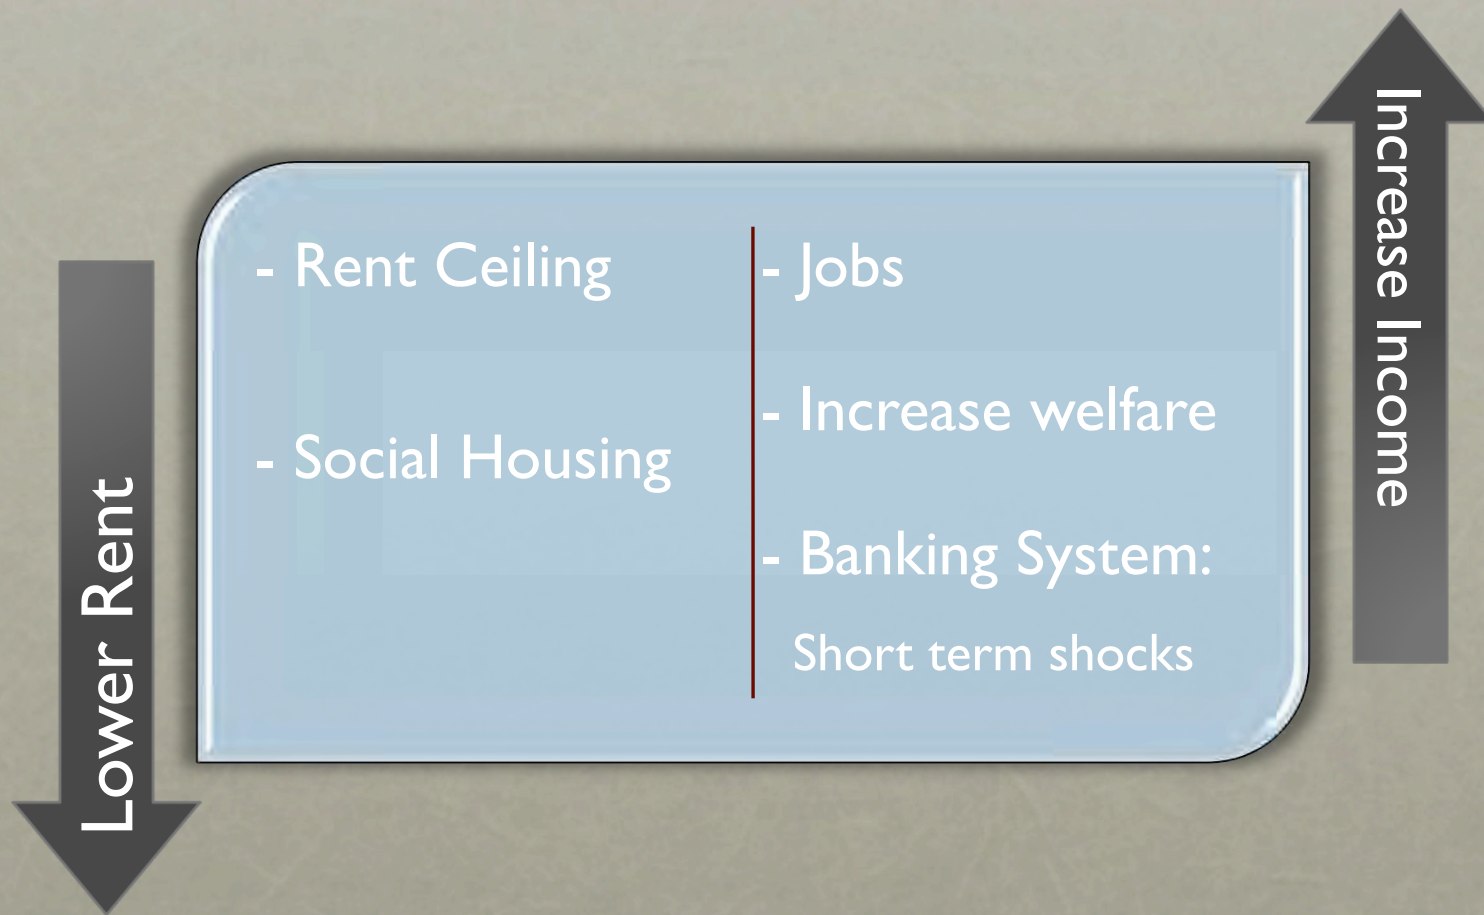 Lower Rent
- Rent Ceiling
- Social Housing
- Jobs
- Increase welfare
- Banking System:
Short term shocks
Increase Income